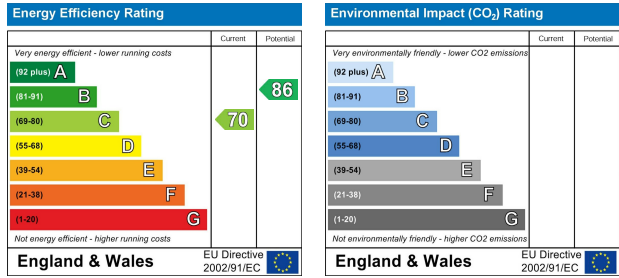 Energy Efficiency Rating
Current Potential
Very energy efficient - lower running costs
(92 plus) A
(81-91) B
86
(69-80) C
70
(55-68) D
(39-54) E
(21-38) F
(1-20) G
Not energy efficient - higher running costs
England & Wales
EU Directive
2002/91/EC
Environmental Impact (CO₂) Rating
Current Potential
Very environmentally friendly - lower CO2 emissions
(92 plus) A
(81-91) B
(69-80) C
(55-68) D
(39-54) E
(21-38) F
(1-20) G
Not environmentally friendly - higher CO2 emissions
England & Wales
EU Directive
2002/91/EC